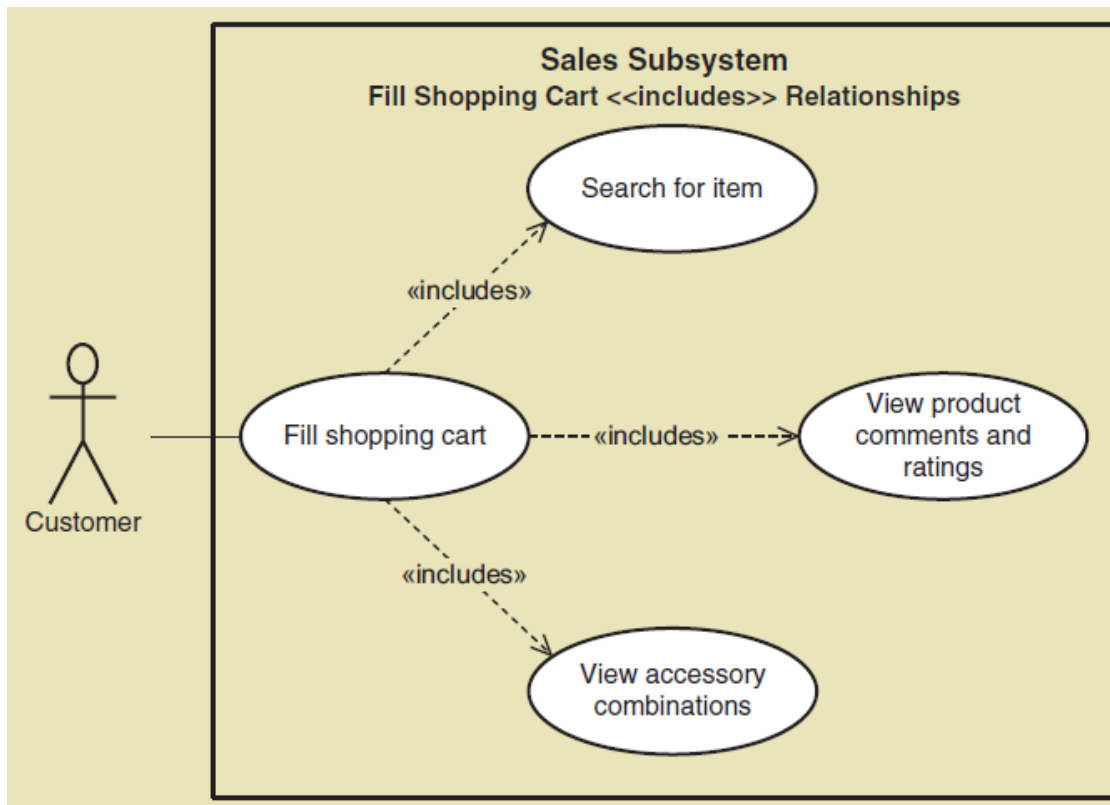 Sales Subsystem
Fill Shopping Cart <<includes>> Relationships
Search for item
«includes»
Fill shopping cart
«includes»
View product
comments and
ratings
Customer
«includes»
View accessory
combinations